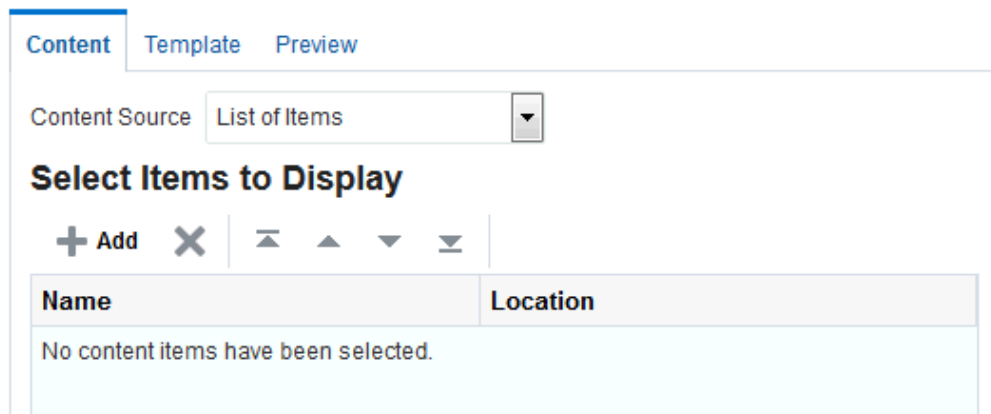 Content Template Preview
Content Source List of Items
Select Items to Display
Add
Name Location
No content items have been selected.